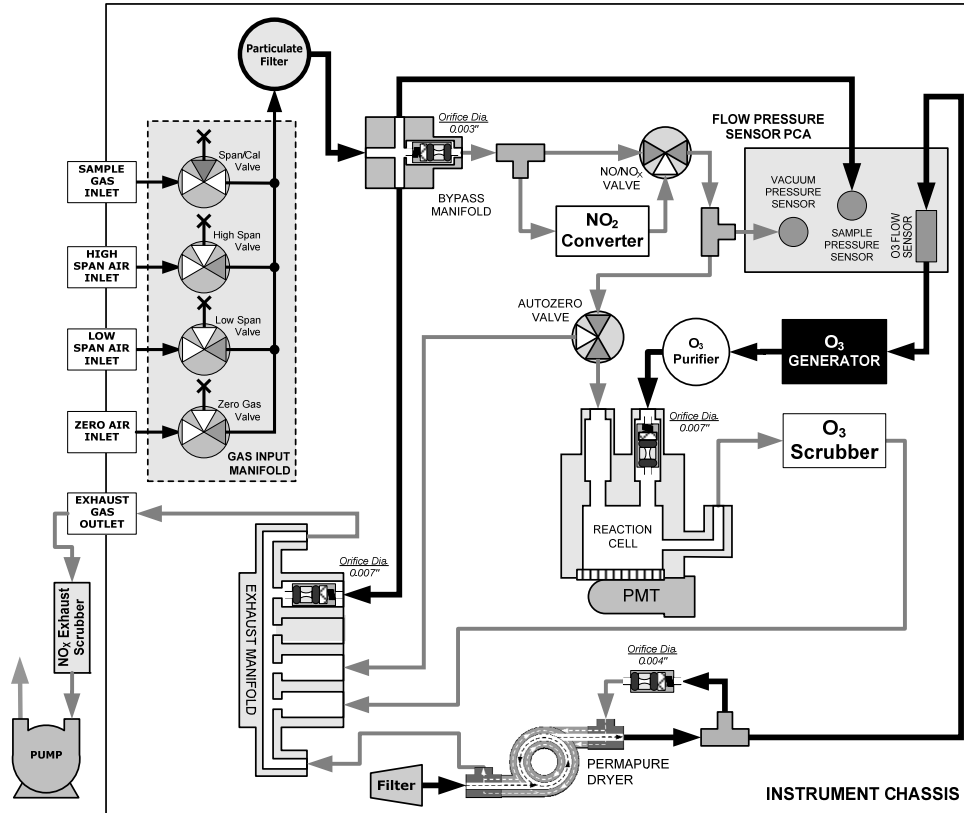 Particulate
Filter
Orifice Dia.
0.003"
FLOW PRESSURE
SENSOR PCA
Span/Cal
Valve
SAMPLE
GAS
INLET
BYPASS
MANIFOLD
NO/NOX
VALVE
VACUUM
PRESSURE
SENSOR
SAMPLE
PRESSURE
SENSOR
O3 FLOW
SENSOR
NO2
Converter
High Span
Valve
HIGH
SPAN AIR
INLET
Low Span
Valve
LOW
SPAN AIR
INLET
AUTOZERO
VALVE
O3
Purifier
O3
GENERATOR
Zero Gas
Valve
ZERO AIR
INLET
GAS INPUT
MANIFOLD
Orifice Dia.
0.007"
O3
Scrubber
EXHAUST
GAS
OUTLET
REACTION
CELL
PMT
Orifice Dia.
0.007"
EXHAUST MANIFOLD
NOX Exhaust
Scrubber
Orifice Dia.
0.004"
PUMP
PERMAPURE
DRYER
Filter
INSTRUMENT CHASSIS